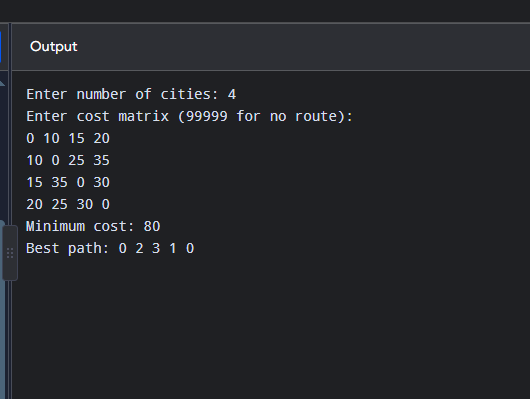 Output
Enter number of cities: 4
Enter cost matrix (99999 for no route):
0 10 15 20
10 0 25 35
15 35 0 30
20 25 30 0
Minimum cost: 80
Best path: 0 2 3 1 0